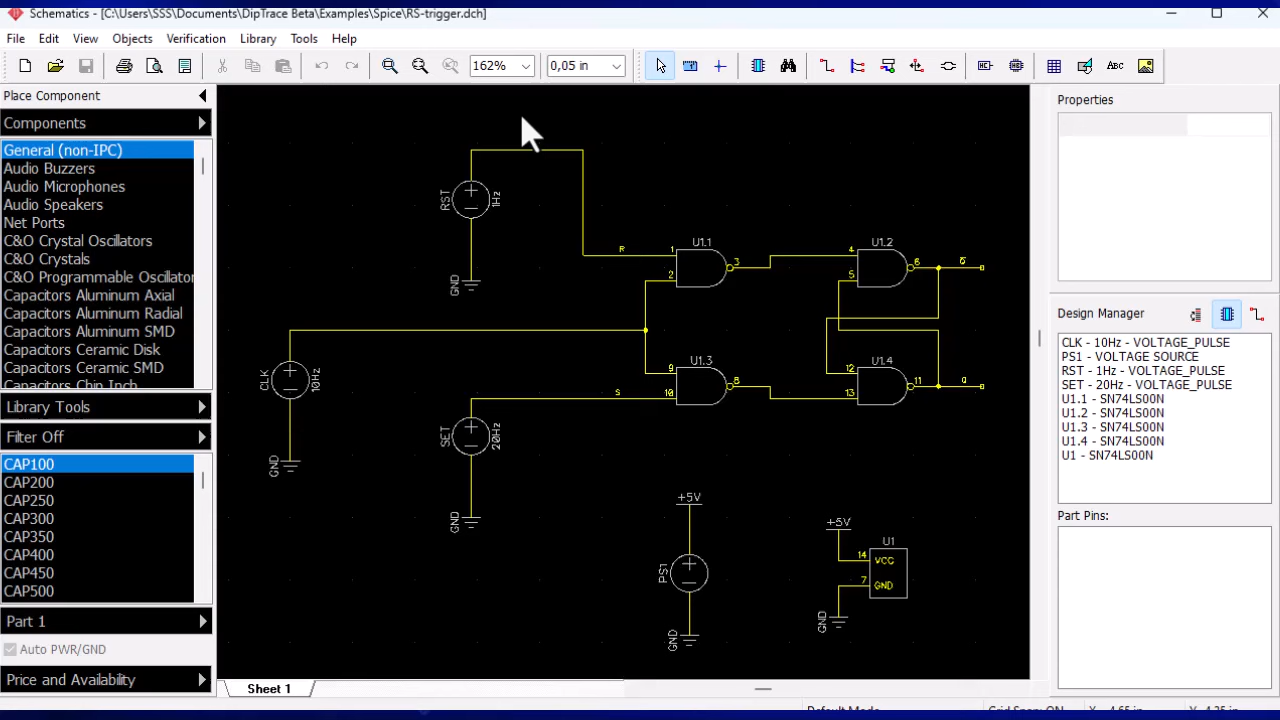 Schematics - [C:\Users\SSS\Documents\DipTrace Beta\Examples\Spice\RS-trigger.dch]
File Edit View Objects Verification Library Tools Help
162% 0,05 in ABC
Place Component
Components
General (non-IPC)
Audio Buzzers
Audio Microphones
Audio Speakers
Net Ports
C&O Crystal Oscillators
C&O Crystals
C&O Programmable Oscillator
Capacitors Aluminum Axial
Capacitors Aluminum Radial
Capacitors Aluminum SMD
Capacitors Ceramic Disk
Capacitors Ceramic SMD
Capacitors Chip Inch
Library Tools
Filter Off
CAP100
CAP200
CAP250
CAP300
CAP350
CAP400
CAP450
CAP500
Part 1
Auto PWR/GND
Price and Availability
RST 1Hz
GND
R 1 U1.1 3
2
4 U1.2 6 Q̅
5
CLK 10Hz
GND
9 U1.3 8
S 10
12 U1.4 11 Q
13
SET 20Hz
GND
+5V
PS1
GND
+5V
U1
14 VCC
7 GND
GND
Sheet 1
Properties
Design Manager
CLK - 10Hz - VOLTAGE_PULSE
PS1 - VOLTAGE SOURCE
RST - 1Hz - VOLTAGE_PULSE
SET - 20Hz - VOLTAGE_PULSE
U1.1 - SN74LS00N
U1.2 - SN74LS00N
U1.3 - SN74LS00N
U1.4 - SN74LS00N
U1 - SN74LS00N
Part Pins: